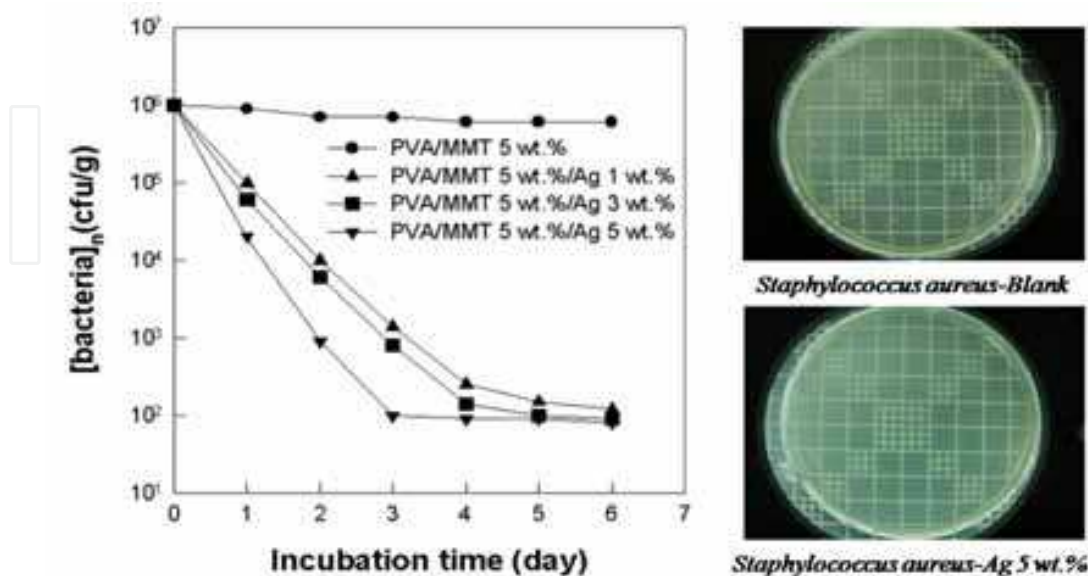 10⁷
10⁶
10⁵
10⁴
10³
10²
10¹
[bacteria]ₙ(cfu/g)
PVA/MMT 5 wt.%
PVA/MMT 5 wt.%/Ag 1 wt.%
PVA/MMT 5 wt.%/Ag 3 wt.%
PVA/MMT 5 wt.%/Ag 5 wt.%
0 1 2 3 4 5 6 7
Incubation time (day)
Staphylococcus aureus-Blank
Staphylococcus aureus-Ag 5 wt.%